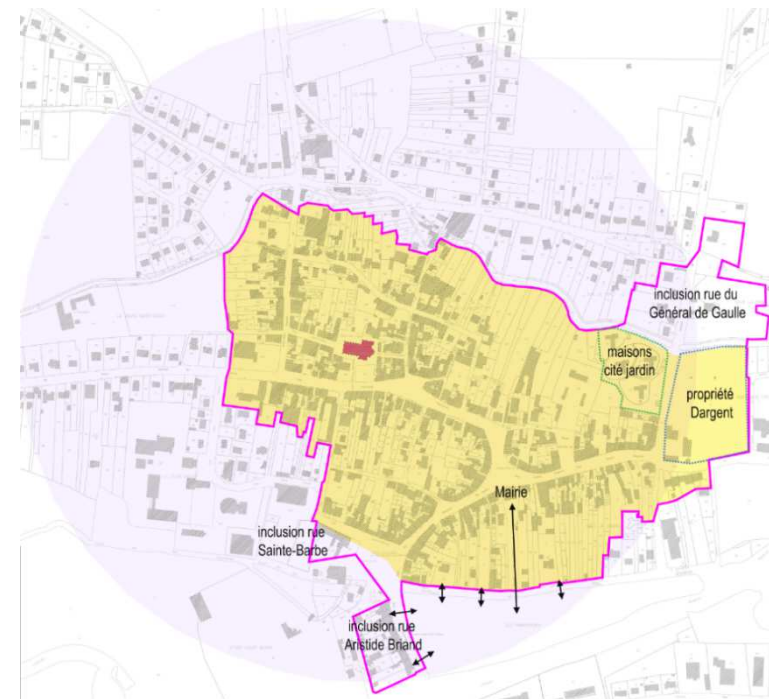 inclusion rue du
Général de Gaulle
maisons
cité jardin
propriété
Dargent
Mairie
inclusion rue
Sainte-Barbe
inclusion rue
Aristide Briand